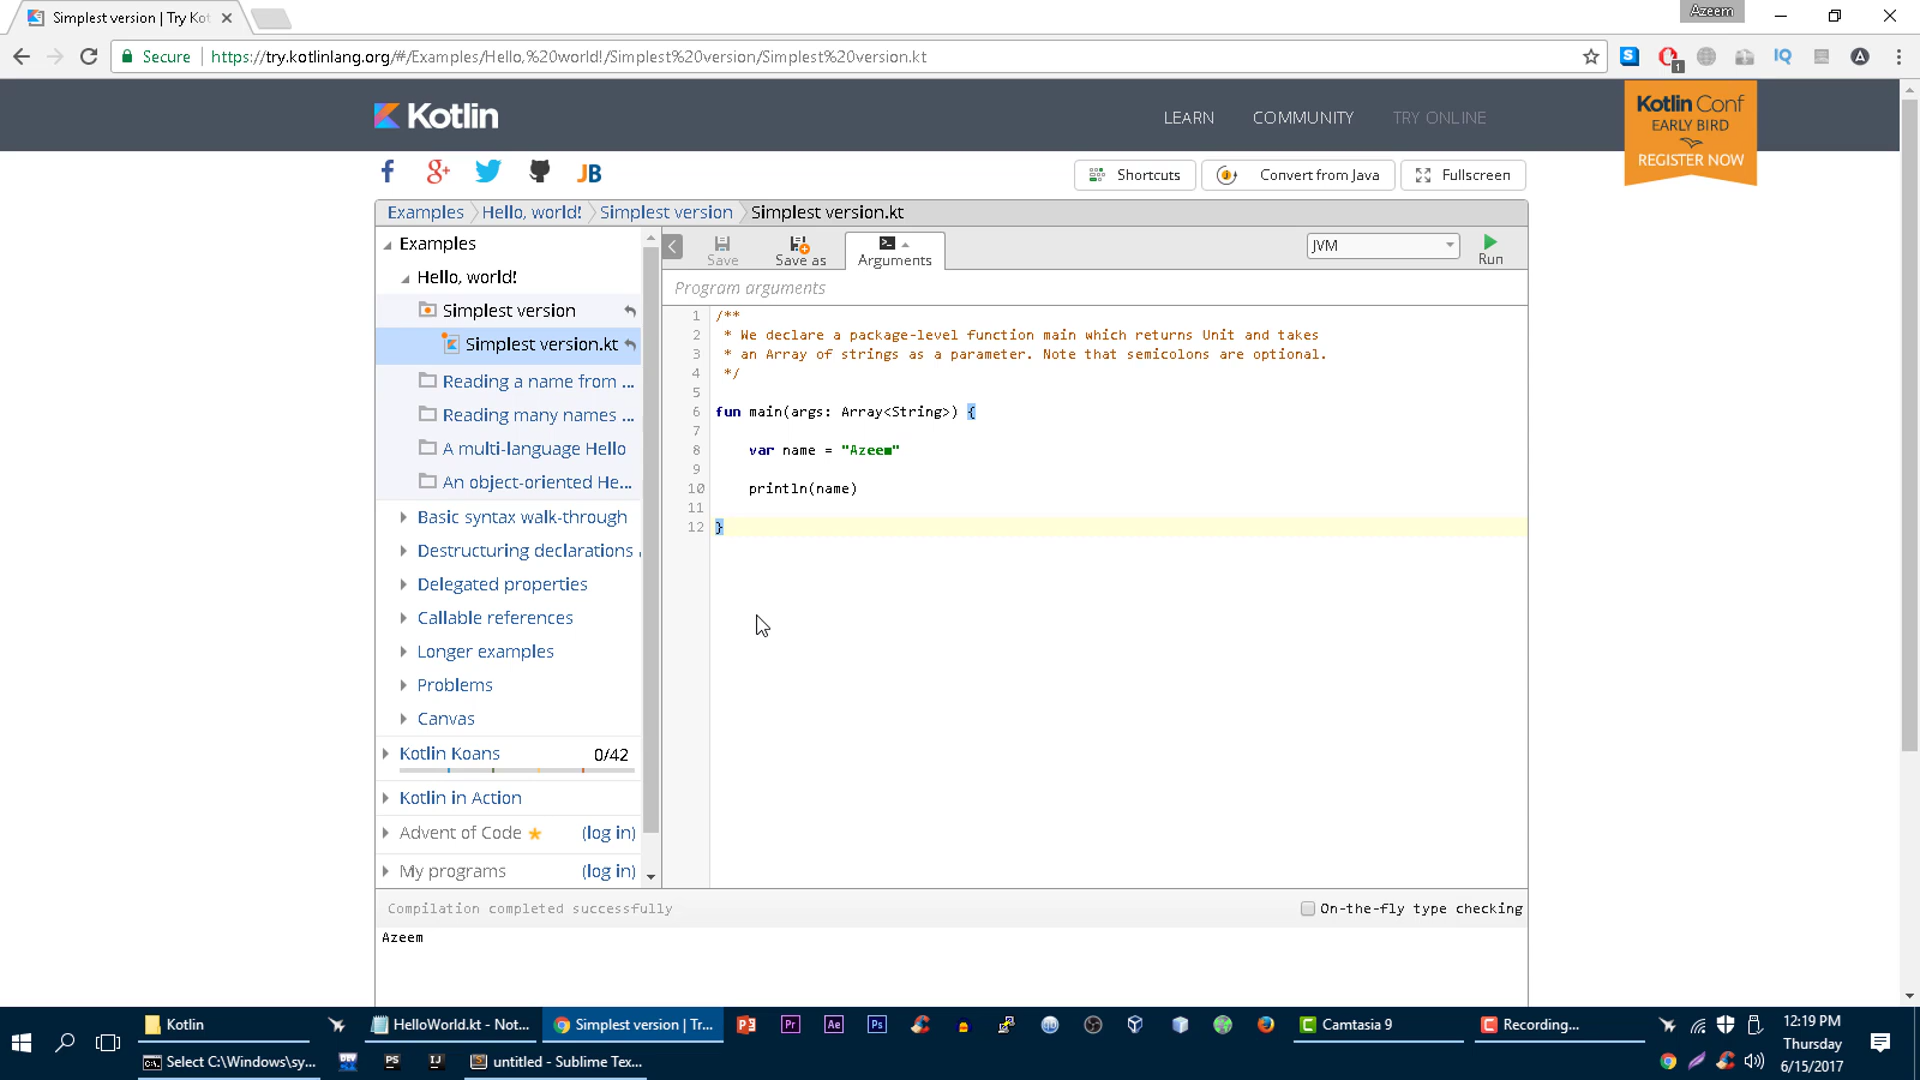 Simplest version | Try Kot
Azeem
Secure
https://try.kotlinlang.org/#/Examples/Hello,%20world!/Simplest%20version/Simplest%20version.kt
1
IQ
A
Kotlin
LEARN
COMMUNITY
TRY ONLINE
Kotlin Conf
EARLY BIRD
REGISTER NOW
JB
Shortcuts
Convert from Java
Fullscreen
Examples
Hello, world!
Simplest version
Simplest version.kt
Examples
Hello, world!
Simplest version
Simplest version.kt
Reading a name from ...
Reading many names ...
A multi-language Hello
An object-oriented He...
Basic syntax walk-through
Destructuring declarations
Delegated properties
Callable references
Longer examples
Problems
Canvas
Kotlin Koans 0/42
Kotlin in Action
Advent of Code (log in)
My programs (log in)
Save
Save as
Arguments
JVM
Run
Program arguments
1 /**
2 * We declare a package-level function main which returns Unit and takes
3 * an Array of strings as a parameter. Note that semicolons are optional.
4 */
5
6 fun main(args: Array<String>) {
7
8 var name = "Azeem"
9
10 println(name)
11
12 }
Compilation completed successfully
On-the-fly type checking
Azeem
Kotlin
HelloWorld.kt - Not...
Simplest version | Tr...
Pr
Ae
Ps
Camtasia 9
Recording...
12:19 PM
Thursday
6/15/2017
Select C:\Windows\sy...
PS
IJ
untitled - Sublime Tex...